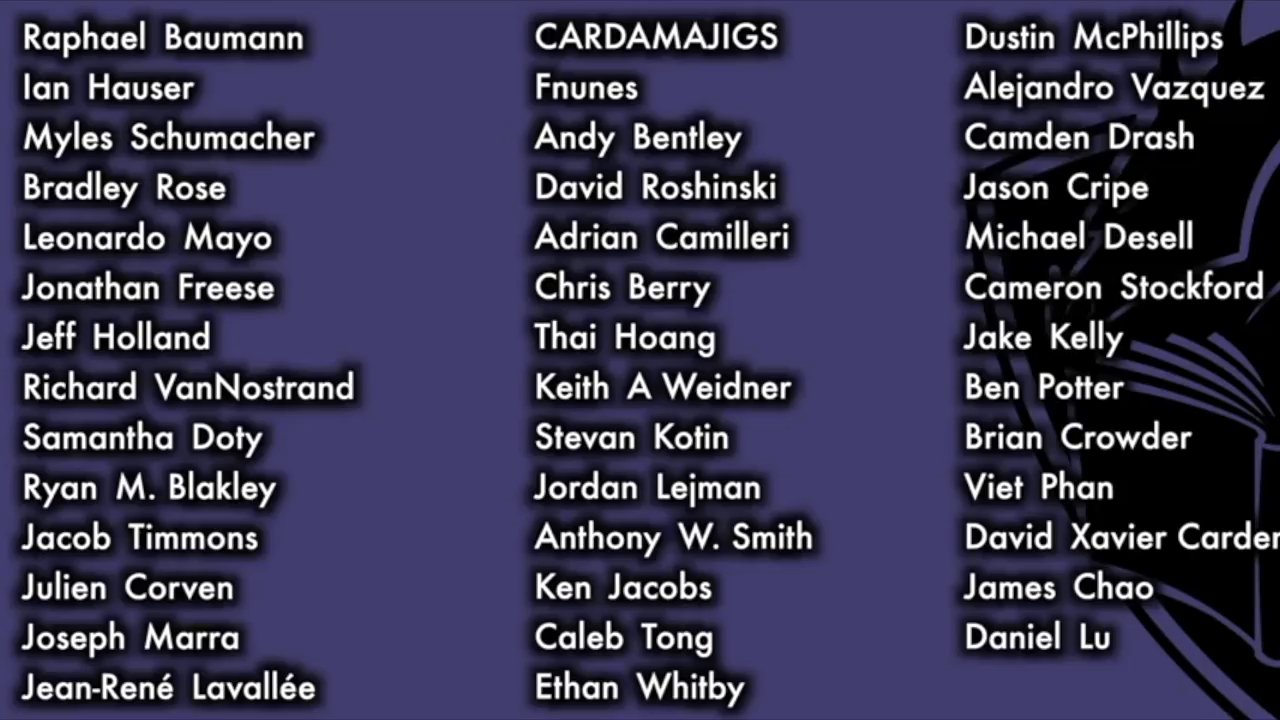 Raphael Baumann
Ian Hauser
Myles Schumacher
Bradley Rose
Leonardo Mayo
Jonathan Freese
Jeff Holland
Richard VanNostrand
Samantha Doty
Ryan M. Blakley
Jacob Timmons
Julien Corven
Joseph Marra
Jean-René Lavallée
CARDAMAJIGS
Fnunes
Andy Bentley
David Roshinski
Adrian Camilleri
Chris Berry
Thai Hoang
Keith A Weidner
Stevan Kotin
Jordan Lejman
Anthony W. Smith
Ken Jacobs
Caleb Tong
Ethan Whitby
Dustin McPhillips
Alejandro Vazquez
Camden Drash
Jason Cripe
Michael Desell
Cameron Stockford
Jake Kelly
Ben Potter
Brian Crowder
Viet Phan
David Xavier
James Chao
Daniel Lu